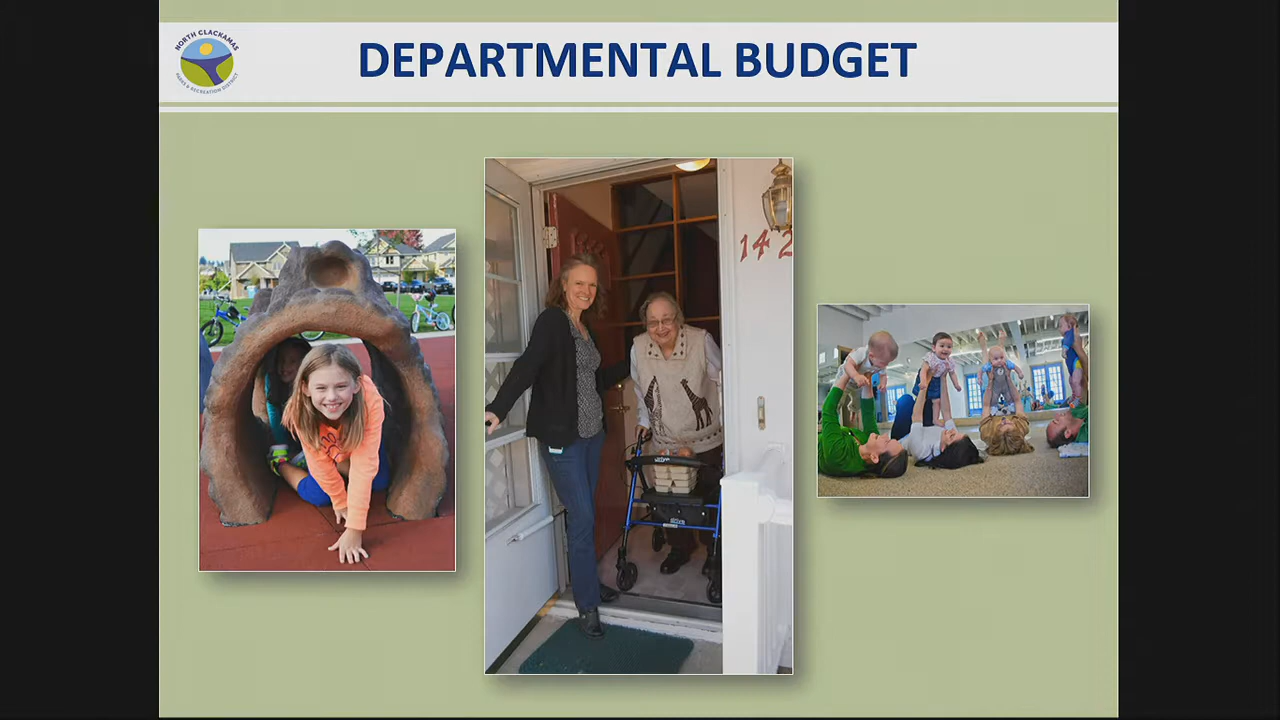 NORTH CLACKAMAS
PARKS & RECREATION DISTRICT
DEPARTMENTAL BUDGET
142